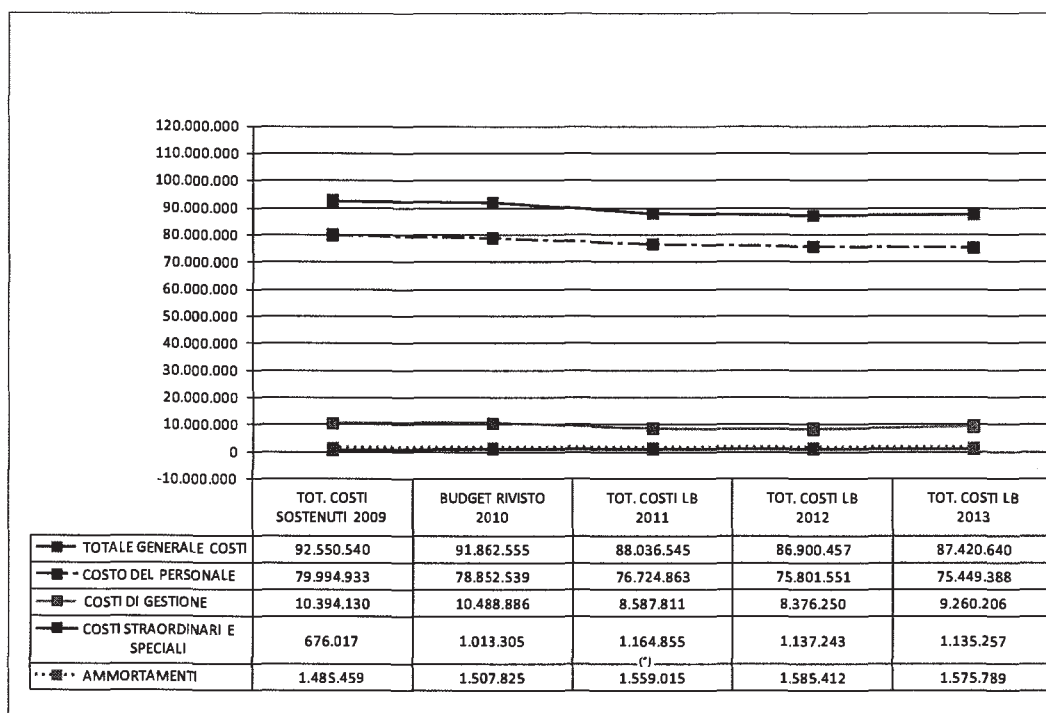 120.000.000
110.000.000
100.000.000
90.000.000
80.000.000
70.000.000
60.000.000
50.000.000
40.000.000
30.000.000
20.000.000
10.000.000
0
-10.000.000
TOT. COSTI SOSTENUTI 2009 BUDGET RIVISTO 2010 TOT. COSTI LB 2011 TOT. COSTI LB 2012 TOT. COSTI LB 2013
TOTALE GENERALE COSTI 92.550.540 91.862.555 88.036.545 86.900.457 87.420.640
COSTO DEL PERSONALE 79.994.933 78.852.539 76.724.863 75.801.551 75.449.388
COSTI DI GESTIONE 10.394.130 10.488.886 8.587.811 8.376.250 9.260.206
COSTI STRAORDINARI E SPECIALI 676.017 1.013.305 1.164.855 1.137.243 1.135.257
(*)
AMMORTAMENTI 1.485.459 1.507.825 1.559.015 1.585.412 1.575.789